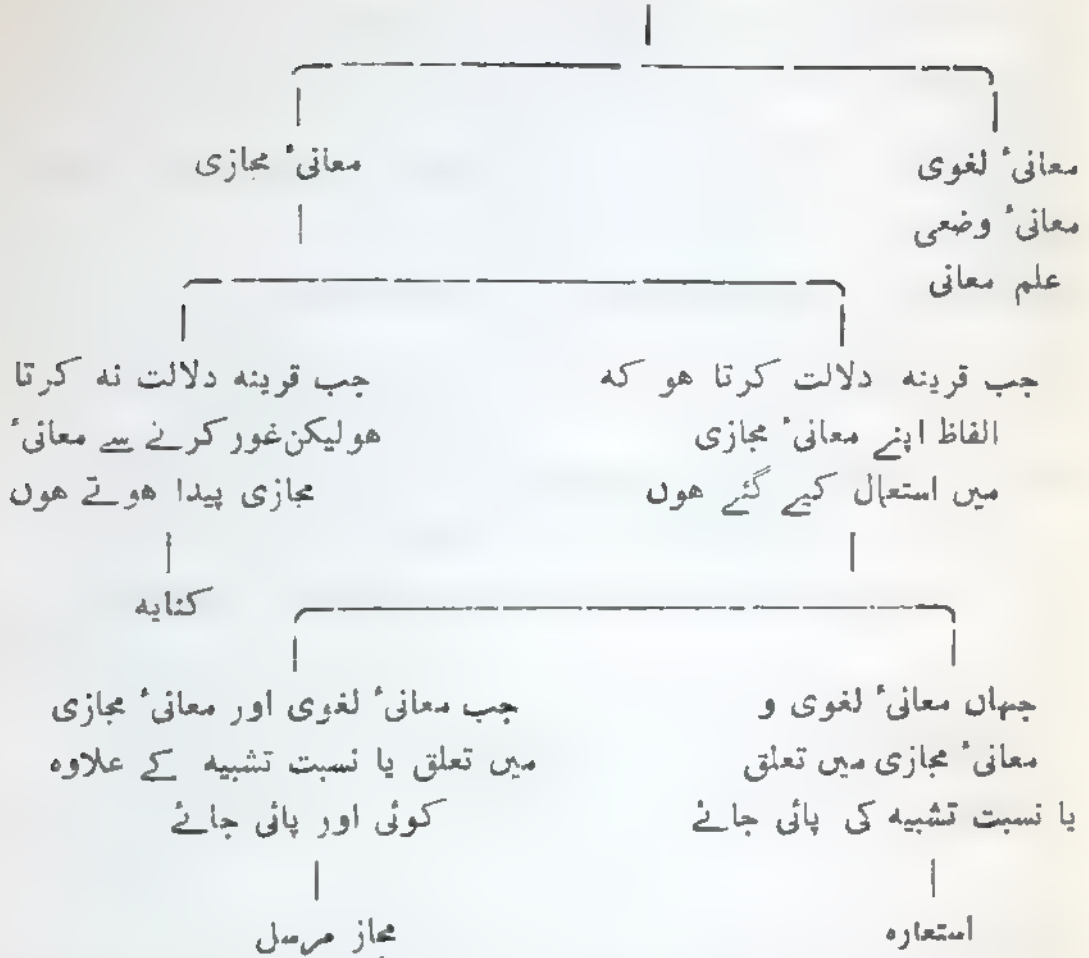 معانیٔ لغوی
معانیٔ وضعی
علم معانی
معانیٔ مجازی
جب قرینہ دلالت کرتا ہو کہ
الفاظ اپنے معانیٔ مجازی
میں استعمال کیے گئے ہوں
جب قرینہ دلالت نہ کرتا
ہو لیکن غور کرنے سے معانیٔ
مجازی پیدا ہوتے ہوں
کنایہ
جہاں معانیٔ لغوی و
معانیٔ مجازی میں تعلق
یا نسبت تشبیہ کی پائی جائے
استعارہ
جب معانیٔ لغوی اور معانیٔ مجازی
میں تعلق یا نسبت تشبیہ کے علاوہ
کوئی اور پائی جائے
مجاز مرسل